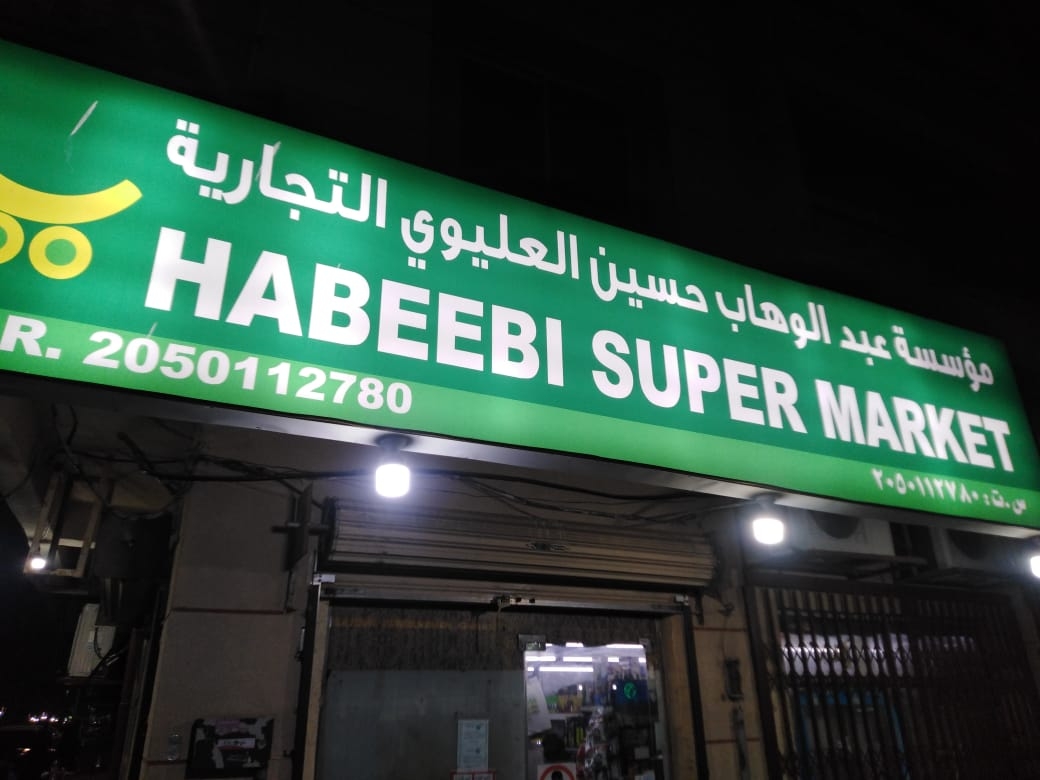 مؤسسة عبد الوهاب حسين العليوي التجارية
HABEEBI SUPER MARKET
R. 2050112780
س.ت: ٢٠٥٠١١٢٧٨٠